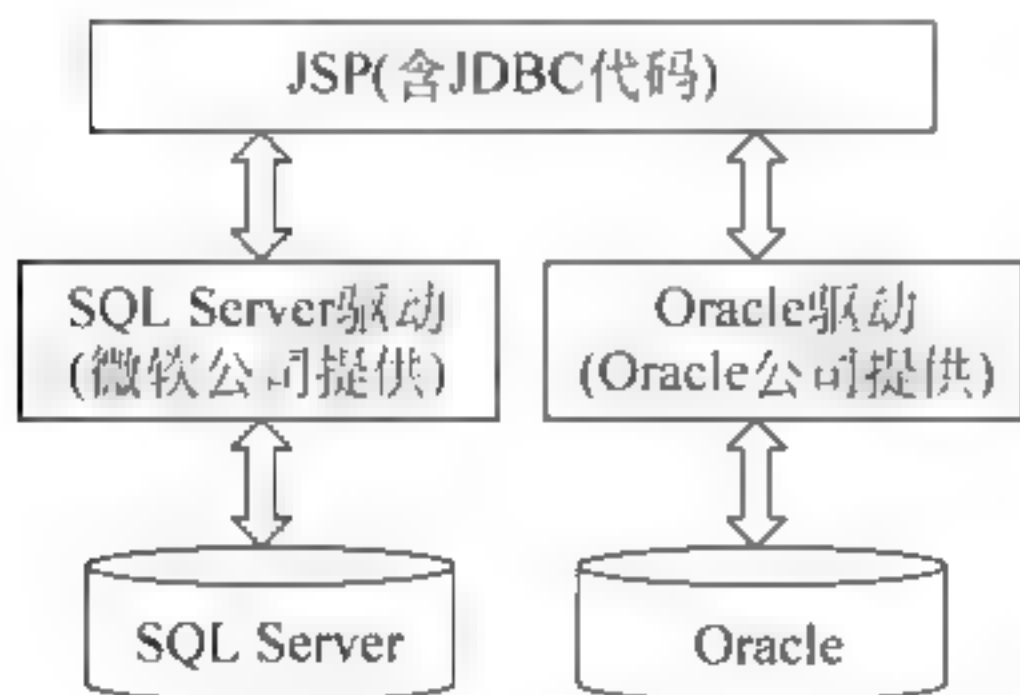 JSP(含JDBC代码)
SQL Server驱动
(微软公司提供)
Oracle驱动
(Oracle公司提供)
SQL Server
Oracle